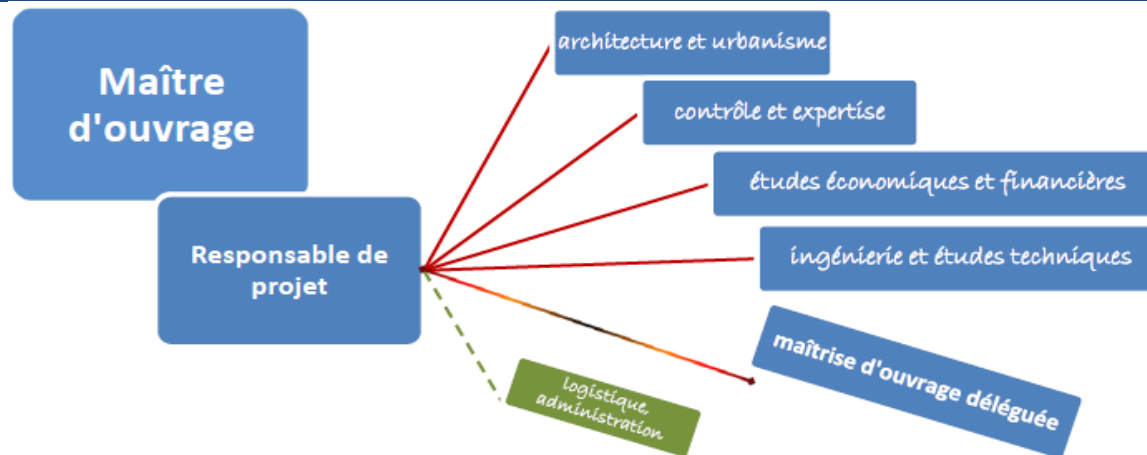 Maître
d'ouvrage
Responsable de
projet
architecture et urbanisme
contrôle et expertise
études économiques et financières
ingénierie et études techniques
maîtrise d'ouvrage déléguée
logistique,
administration